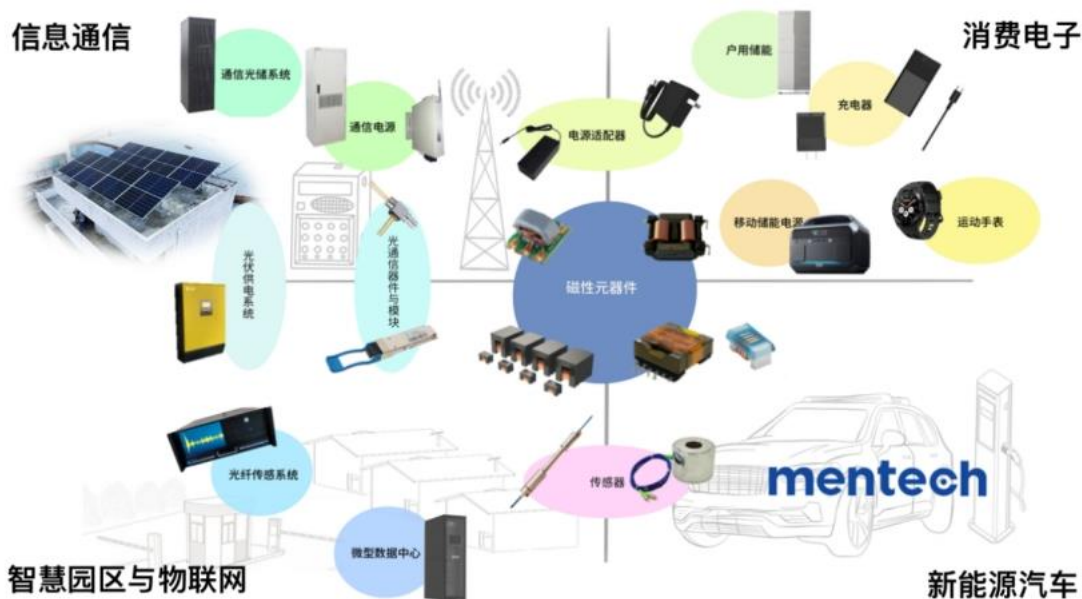 信息通信
消费电子
通信光储系统
户用储能
通信电源
电源适配器
充电器
移动储能电源
运动手表
光伏供电系统
光通信器件与模块
磁性元器件
光纤传感系统
传感器
mentech
微型数据中心
智慧园区与物联网
新能源汽车